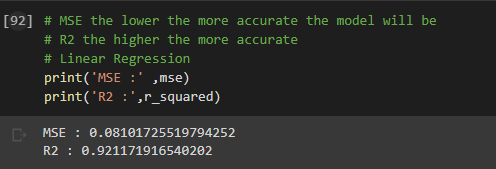 [92] # MSE the lower the more accurate the model will be
# R2 the higher the more accurate
# Linear Regression
print('MSE :' ,mse)
print('R2 :',r_squared)
MSE : 0.08101725519794252
R2 : 0.921171916540202